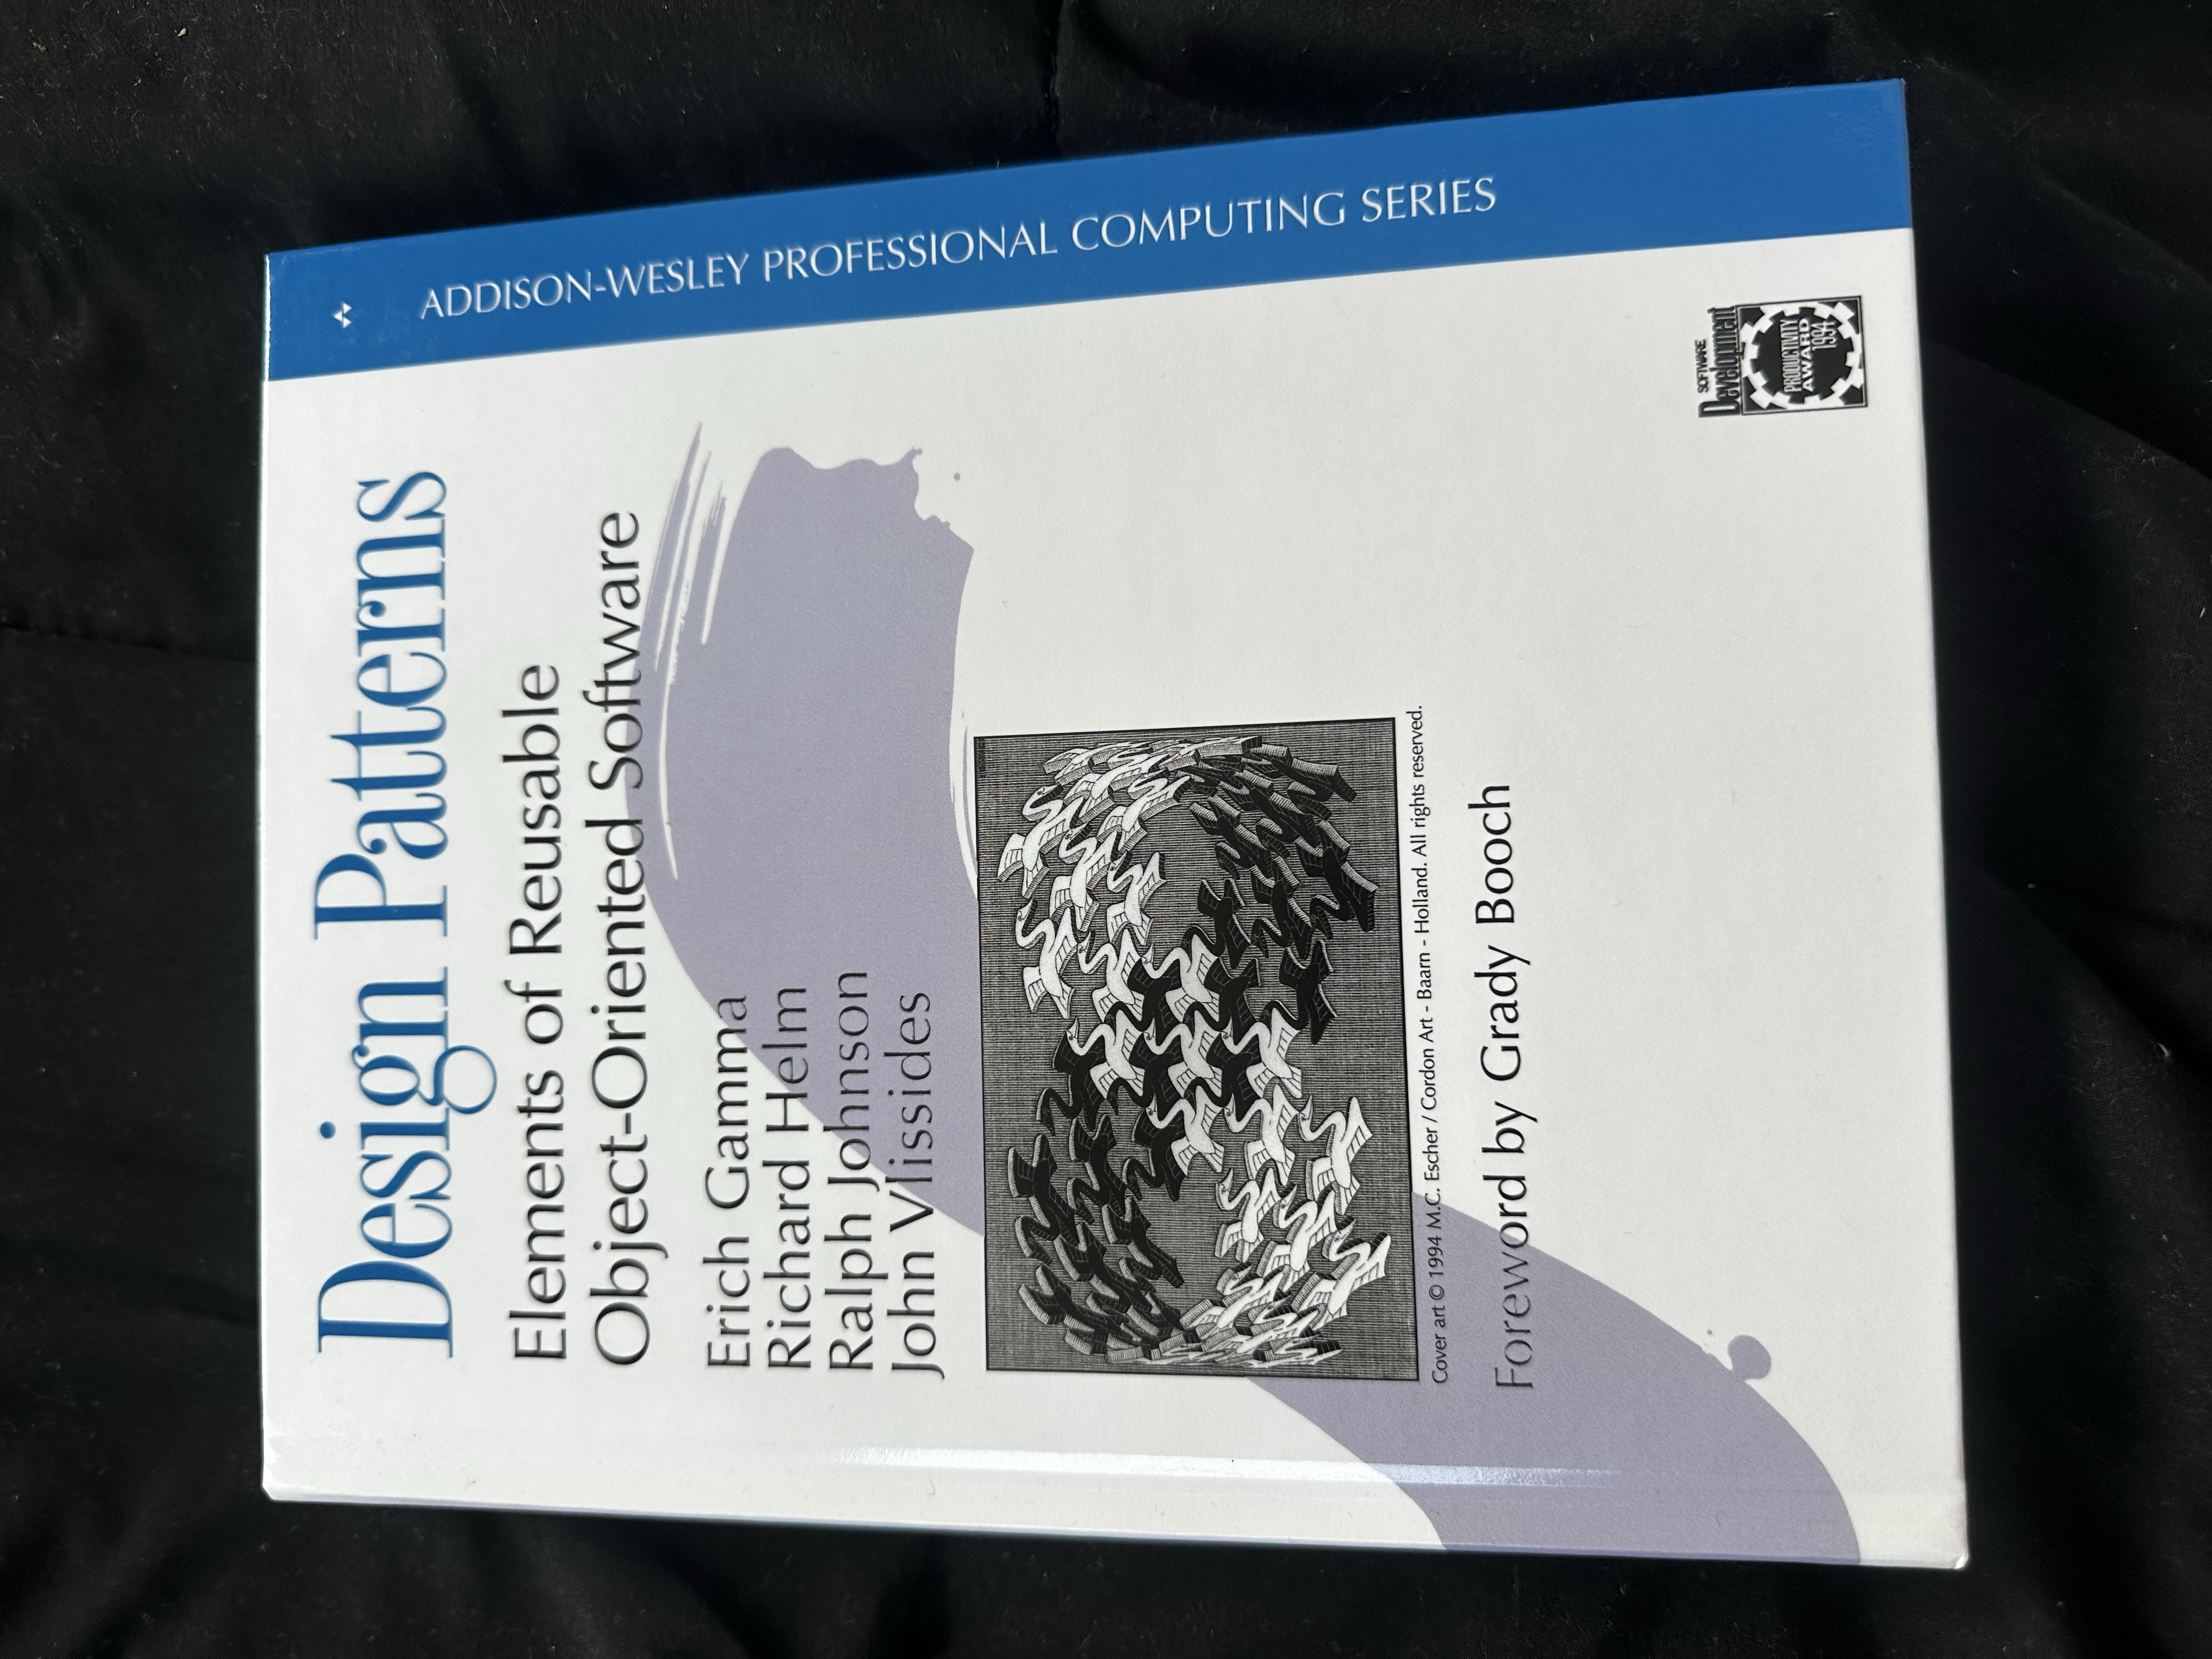 Design Patterns
Elements of Reusable
Object-Oriented Software
Erich Gamma
Richard Helm
Ralph Johnson
John Vlissides
Cover art © 1994 M.C. Escher / Cordon Art - Baarn - Holland. All rights reserved.
Foreword by Grady Booch
SOFTWARE
Development
PRODUCTIVITY
AWARD
1994
ADDISON-WESLEY PROFESSIONAL COMPUTING SERIES